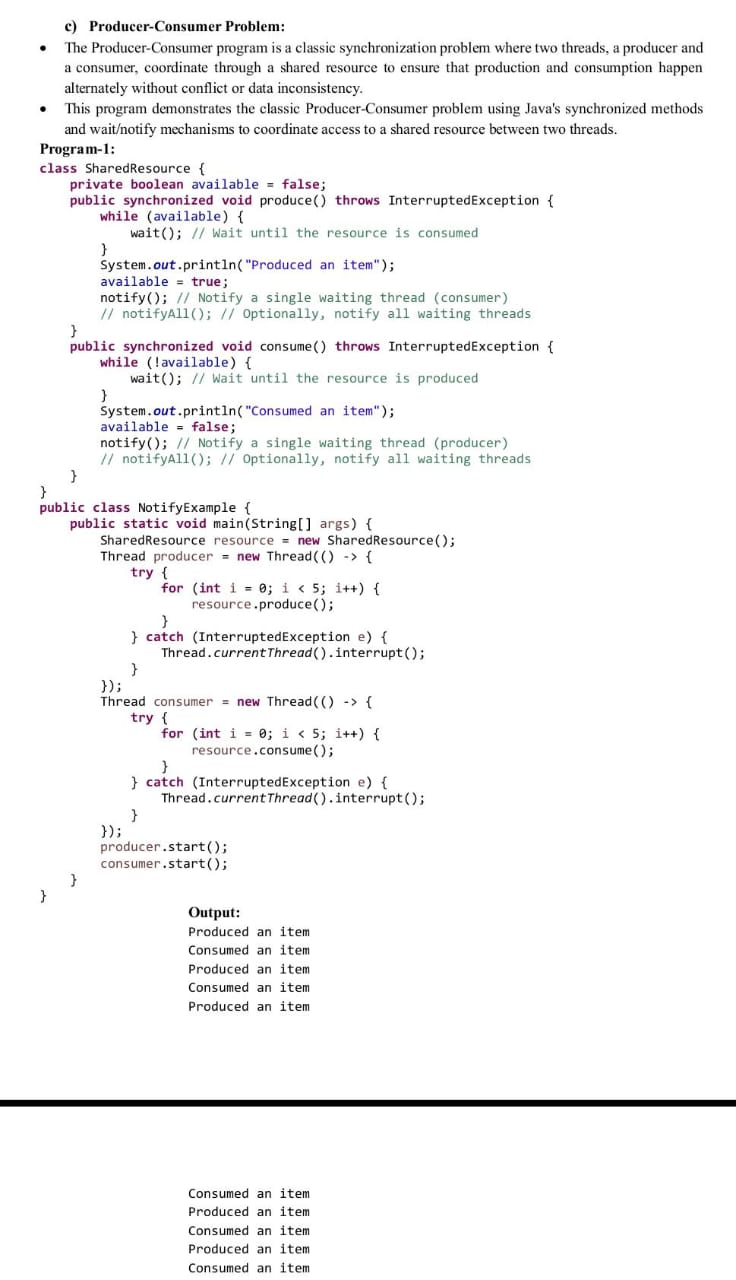 c) Producer-Consumer Problem:
• The Producer-Consumer program is a classic synchronization problem where two threads, a producer and
a consumer, coordinate through a shared resource to ensure that production and consumption happen
alternately without conflict or data inconsistency.
• This program demonstrates the classic Producer-Consumer problem using Java's synchronized methods
and wait/notify mechanisms to coordinate access to a shared resource between two threads.
Program-1:
class SharedResource {
    private boolean available = false;
    public synchronized void produce() throws InterruptedException {
        while (available) {
            wait(); // Wait until the resource is consumed
        }
        System.out.println("Produced an item");
        available = true;
        notify(); // Notify a single waiting thread (consumer)
        // notifyAll(); // Optionally, notify all waiting threads
    }
    public synchronized void consume() throws InterruptedException {
        while (!available) {
            wait(); // Wait until the resource is produced
        }
        System.out.println("Consumed an item");
        available = false;
        notify(); // Notify a single waiting thread (producer)
        // notifyAll(); // Optionally, notify all waiting threads
    }
}
public class NotifyExample {
    public static void main(String[] args) {
        SharedResource resource = new SharedResource();
        Thread producer = new Thread(() -> {
            try {
                for (int i = 0; i < 5; i++) {
                    resource.produce();
                }
            } catch (InterruptedException e) {
                Thread.currentThread().interrupt();
            }
        });
        Thread consumer = new Thread(() -> {
            try {
                for (int i = 0; i < 5; i++) {
                    resource.consume();
                }
            } catch (InterruptedException e) {
                Thread.currentThread().interrupt();
            }
        });
        producer.start();
        consumer.start();
    }
}
Output:
Produced an item
Consumed an item
Produced an item
Consumed an item
Produced an item
Consumed an item
Produced an item
Consumed an item
Produced an item
Consumed an item